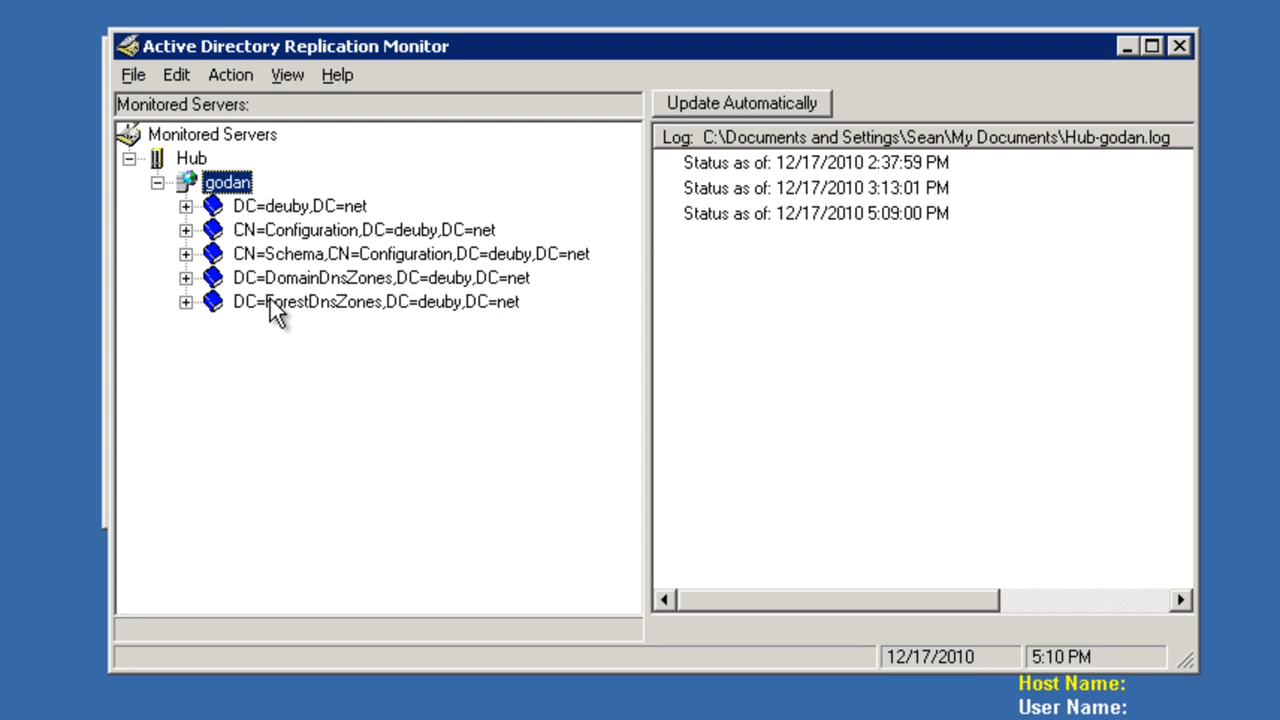 Active Directory Replication Monitor
File Edit Action View Help
Monitored Servers:
Update Automatically
Monitored Servers
Hub
godan
DC=deuby,DC=net
CN=Configuration,DC=deuby,DC=net
CN=Schema,CN=Configuration,DC=deuby,DC=net
DC=DomainDnsZones,DC=deuby,DC=net
DC=ForestDnsZones,DC=deuby,DC=net
Log: C:\Documents and Settings\Sean\My Documents\Hub-godan.log
Status as of: 12/17/2010 2:37:59 PM
Status as of: 12/17/2010 3:13:01 PM
Status as of: 12/17/2010 5:09:00 PM
12/17/2010 5:10 PM
Host Name:
User Name: